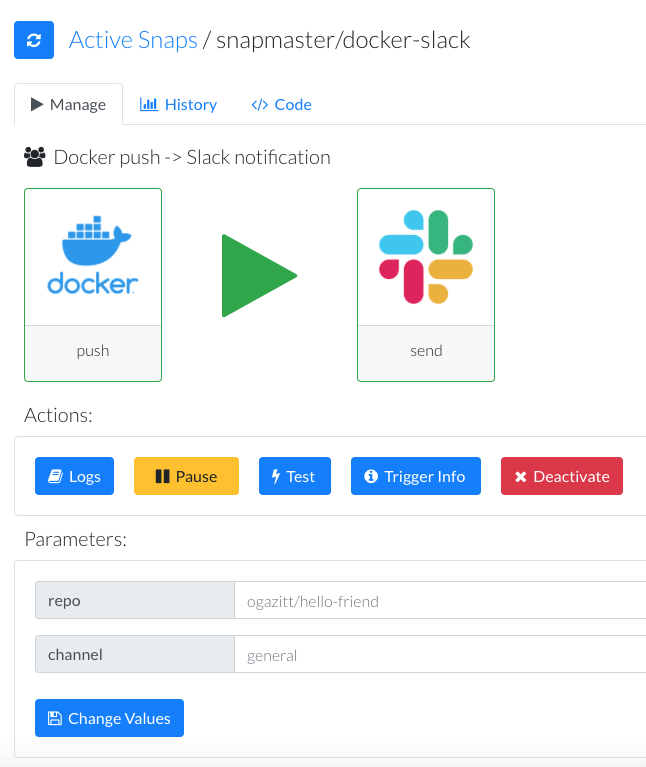 Active Snaps / snapmaster/docker-slack
Manage History </> Code
Docker push -> Slack notification
docker
push send
Actions:
Logs Pause Test Trigger Info Deactivate
Parameters:
repo ogazitt/hello-friend
channel general
Change Values